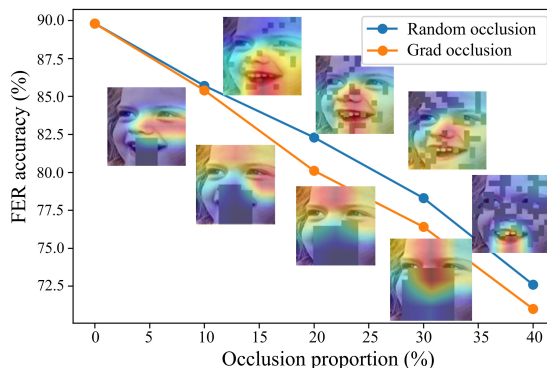 Random occlusion
Grad occlusion
FER accuracy (%)
90.0
87.5
85.0
82.5
80.0
77.5
75.0
72.5
0 5 10 15 20 25 30 35 40
Occlusion proportion (%)